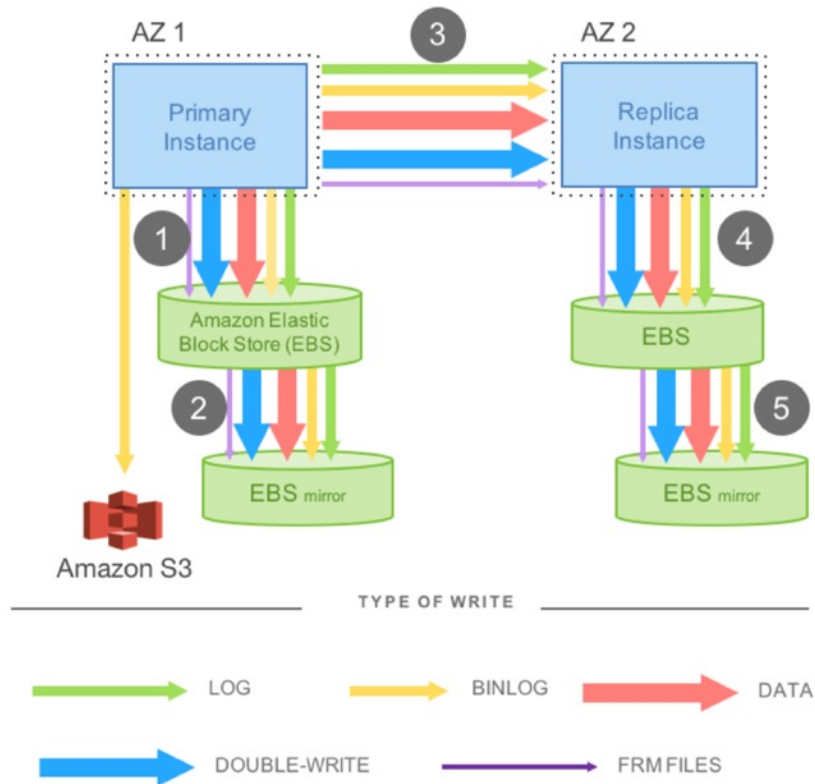 AZ 1
3
AZ 2
Primary
Instance
Replica
Instance
1
4
Amazon Elastic
Block Store (EBS)
EBS
2
5
EBS mirror
EBS mirror
Amazon S3
TYPE OF WRITE
LOG
BINLOG
DATA
DOUBLE-WRITE
FRM FILES